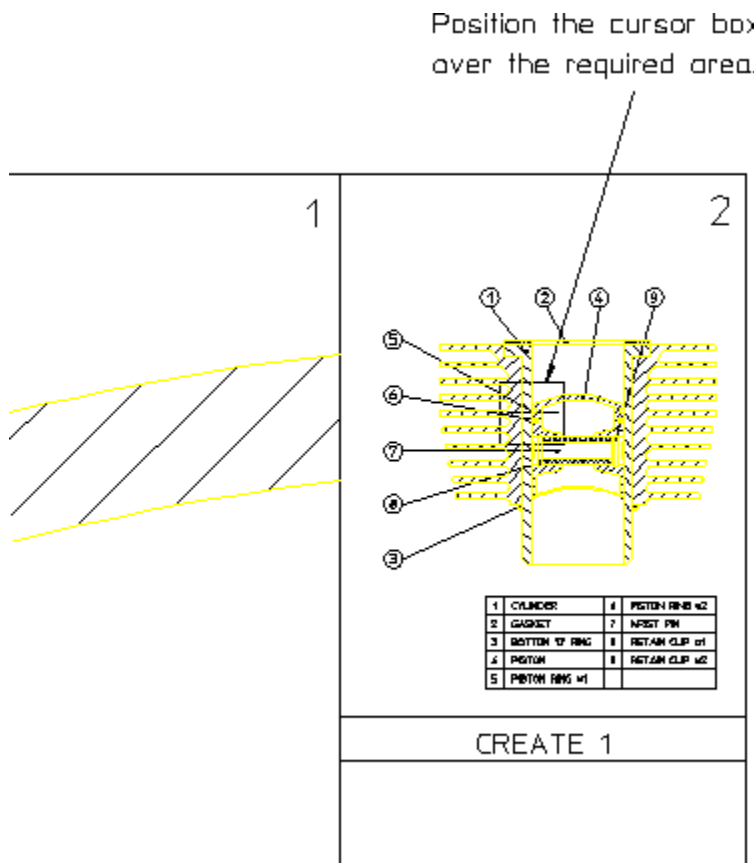 Position the cursor box
over the required area.
1
2
1 2 4 9
5
6
7
8
3
1 CYLINDER 6 PISTON RING #2
2 GASKET 7 WRIST PIN
3 BOTTOM 'O' RING 8 RETAIN CLIP #1
4 PISTON 9 RETAIN CLIP #2
5 PISTON RING #1
CREATE 1